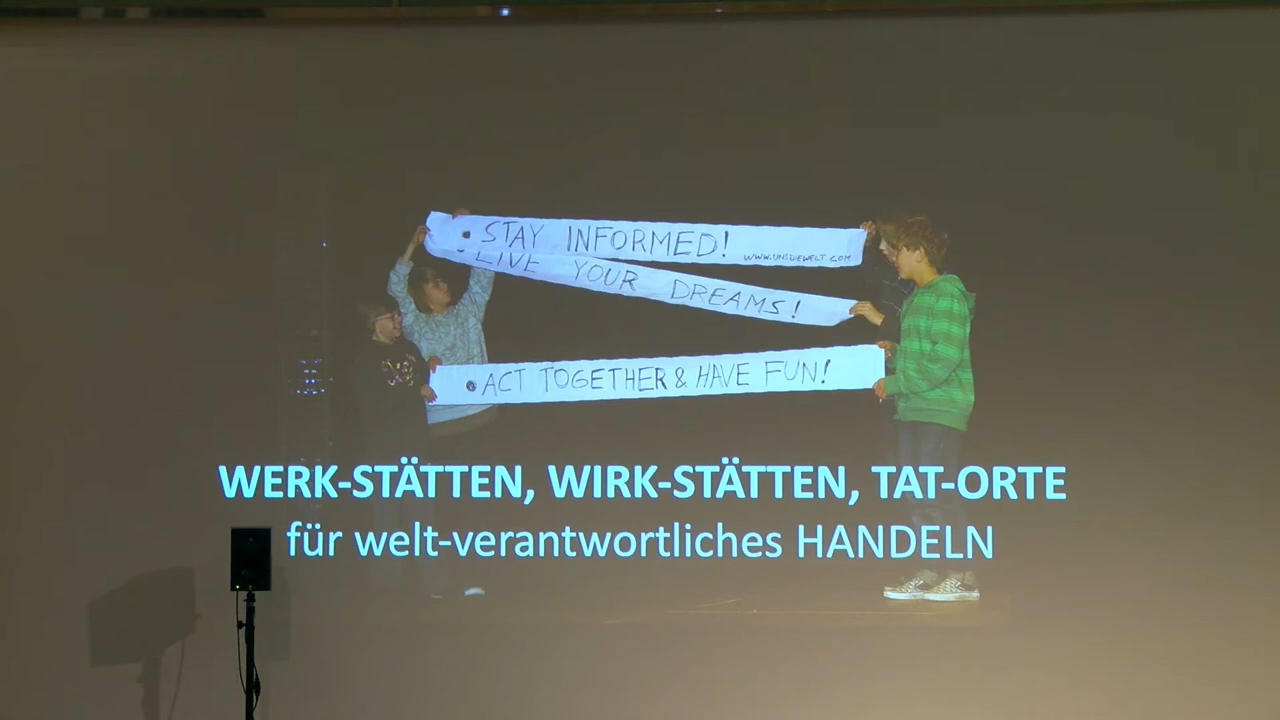 • STAY INFORMED!
WWW.UNSDIEWELT.COM
• LIVE YOUR DREAMS!
• ACT TOGETHER & HAVE FUN!
WERK-STÄTTEN, WIRK-STÄTTEN, TAT-ORTE
für welt-verantwortliches HANDELN